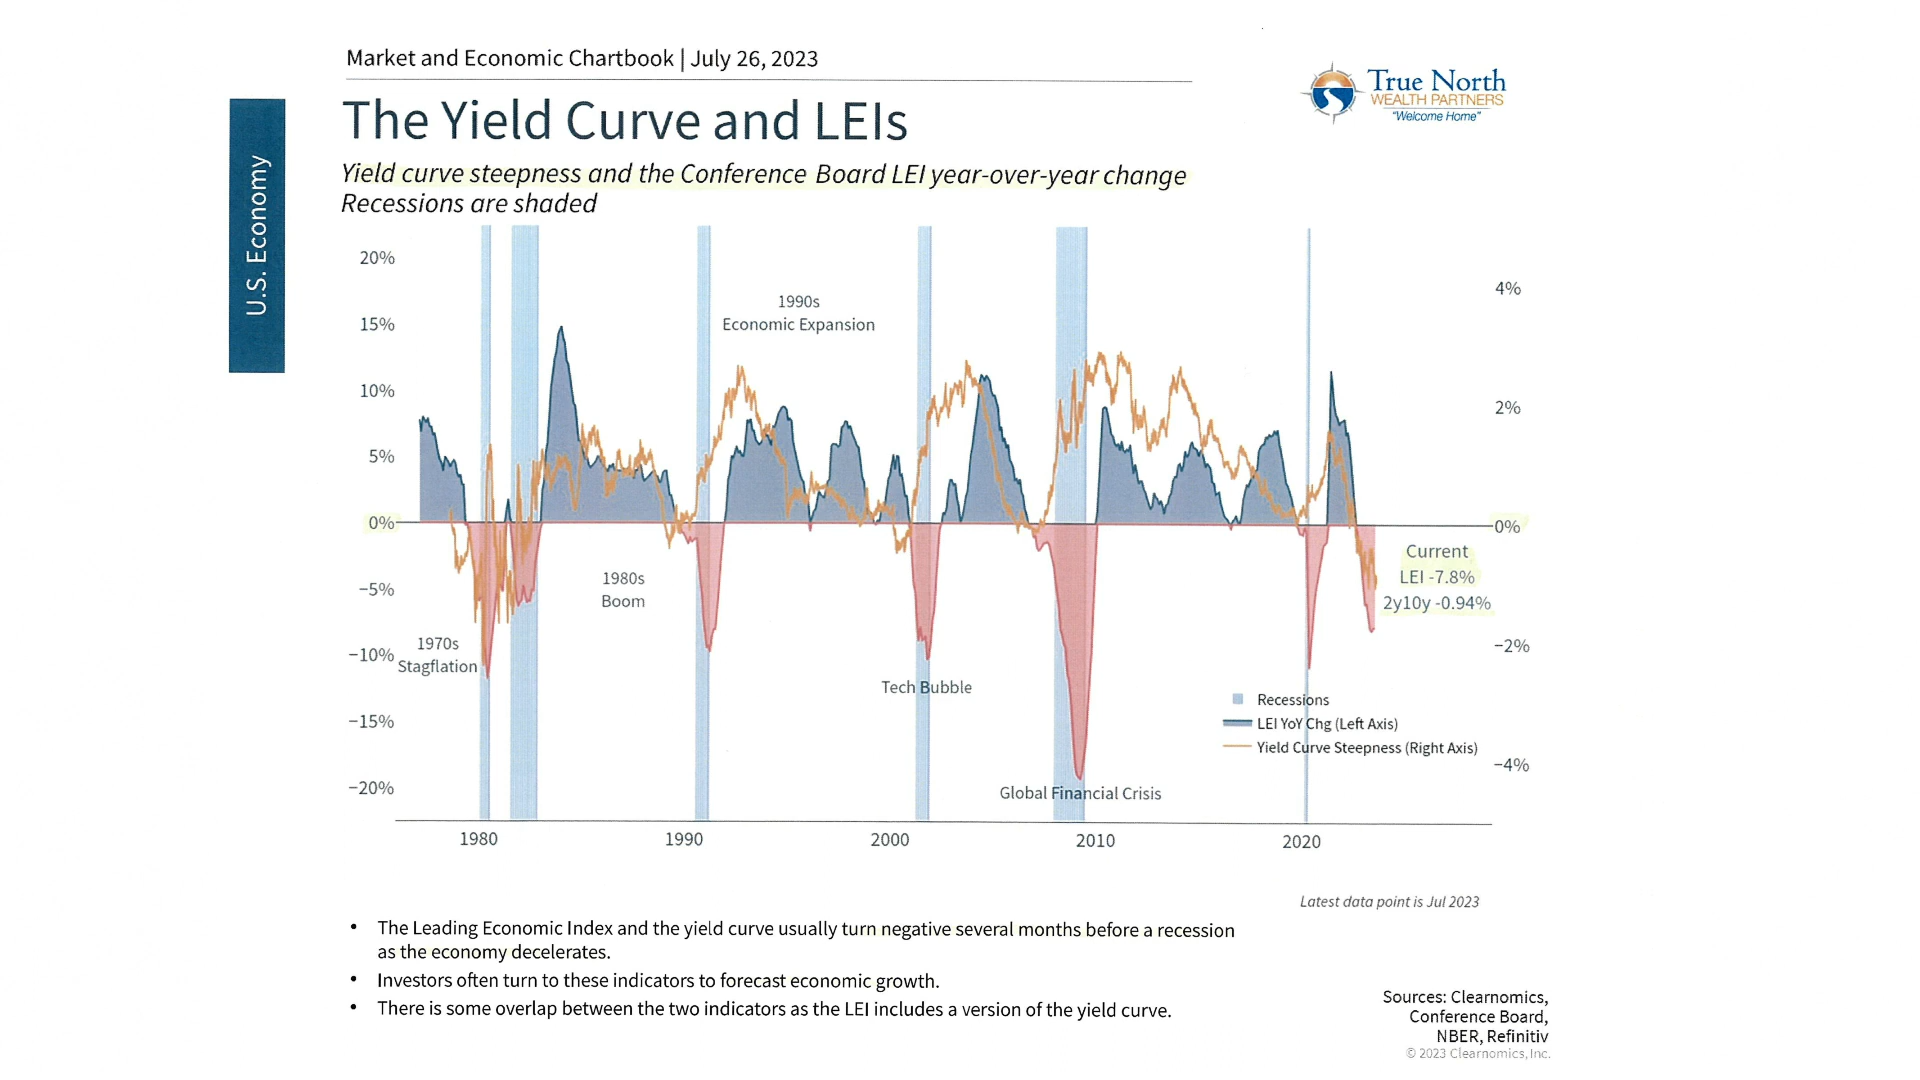 Market and Economic Chartbook | July 26, 2023
True North
WEALTH PARTNERS
"Welcome Home"
U.S. Economy
The Yield Curve and LEIs
Yield curve steepness and the Conference Board LEI year-over-year change
Recessions are shaded
20%
15%
10%
5%
0%
−5%
−10%
−15%
−20%
4%
2%
0%
−2%
−4%
1990s
Economic Expansion
1980s
Boom
1970s
Stagflation
Tech Bubble
Global Financial Crisis
Current
LEI -7.8%
2y10y -0.94%
Recessions
LEI YoY Chg (Left Axis)
Yield Curve Steepness (Right Axis)
1980
1990
2000
2010
2020
Latest data point is Jul 2023
• The Leading Economic Index and the yield curve usually turn negative several months before a recession
as the economy decelerates.
• Investors often turn to these indicators to forecast economic growth.
• There is some overlap between the two indicators as the LEI includes a version of the yield curve.
Sources: Clearnomics,
Conference Board,
NBER, Refinitiv
© 2023 Clearnomics, Inc.